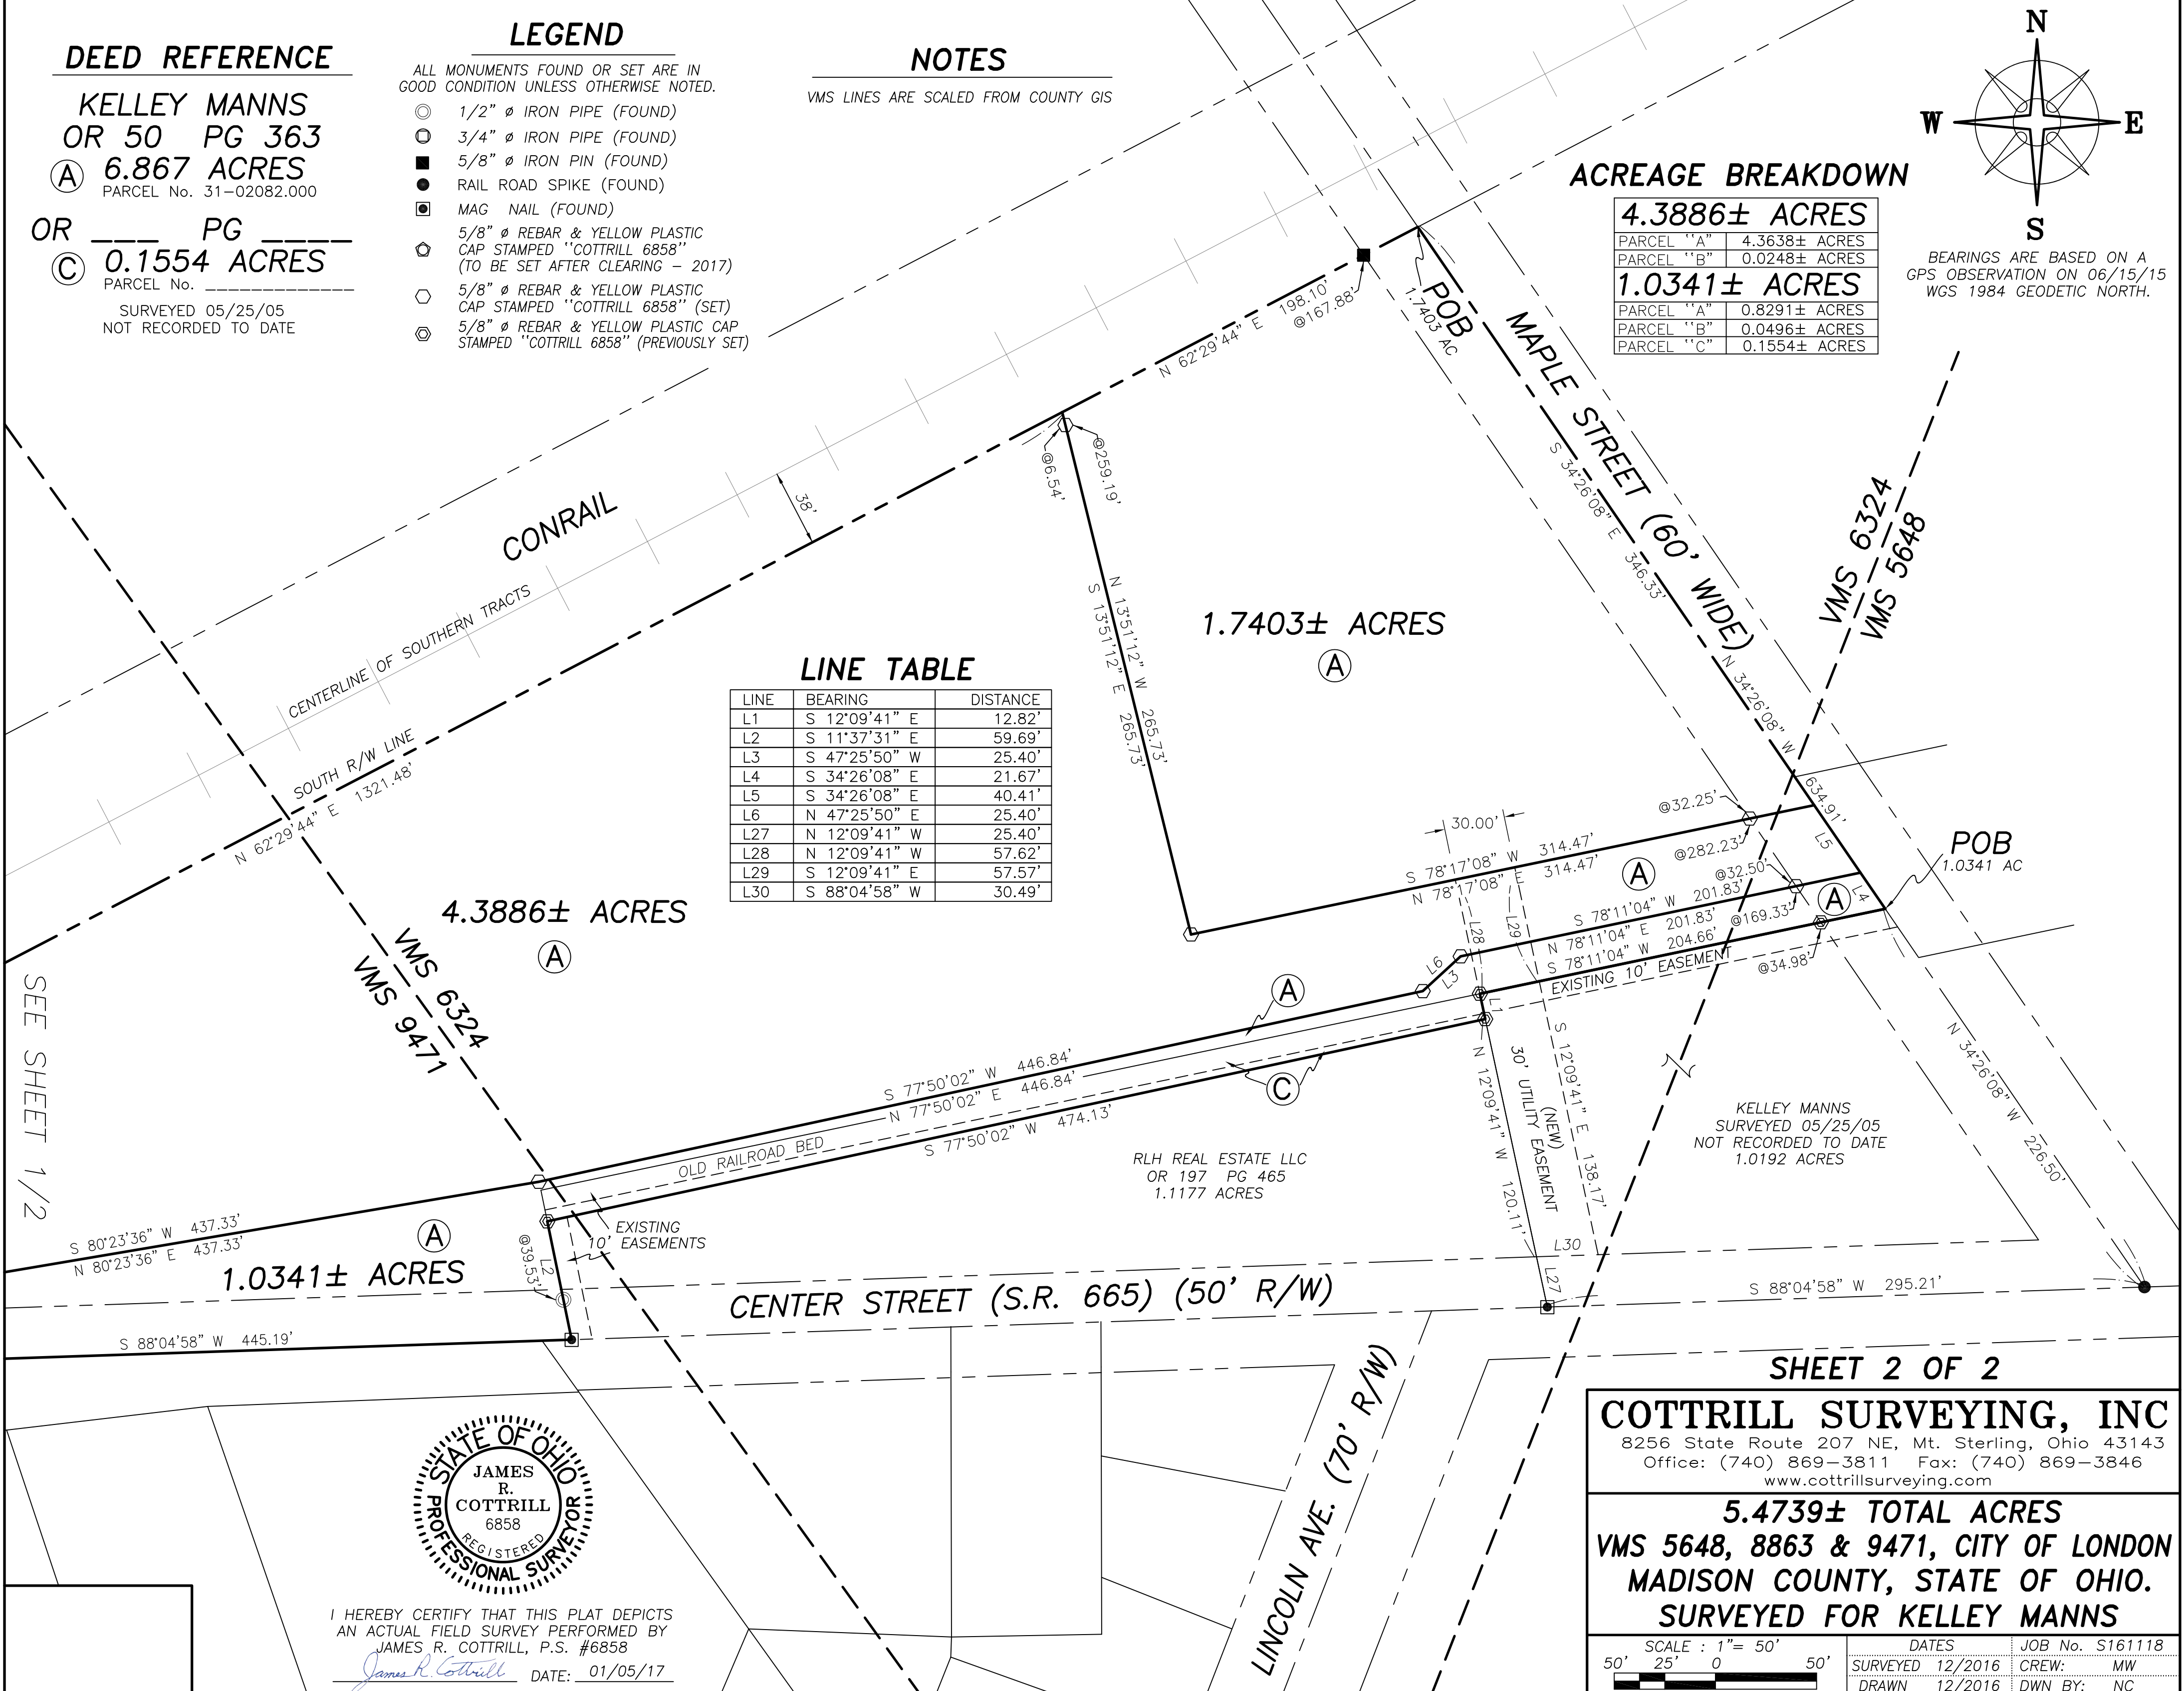 DEED REFERENCE
KELLEY MANNS
OR 50 PG 363
Ⓐ 6.867 ACRES
PARCEL No. 31-02082.000
OR ___ PG ____
Ⓒ 0.1554 ACRES
PARCEL No. _____________
SURVEYED 05/25/05
NOT RECORDED TO DATE
LEGEND
ALL MONUMENTS FOUND OR SET ARE IN
GOOD CONDITION UNLESS OTHERWISE NOTED.
1/2" ø IRON PIPE (FOUND)
3/4" ø IRON PIPE (FOUND)
5/8" ø IRON PIN (FOUND)
RAIL ROAD SPIKE (FOUND)
MAG NAIL (FOUND)
5/8" ø REBAR & YELLOW PLASTIC
CAP STAMPED "COTTRILL 6858"
(TO BE SET AFTER CLEARING - 2017)
5/8" ø REBAR & YELLOW PLASTIC
CAP STAMPED "COTTRILL 6858" (SET)
5/8" ø REBAR & YELLOW PLASTIC CAP
STAMPED "COTTRILL 6858" (PREVIOUSLY SET)
NOTES
VMS LINES ARE SCALED FROM COUNTY GIS
N
W E
S
BEARINGS ARE BASED ON A
GPS OBSERVATION ON 06/15/15
WGS 1984 GEODETIC NORTH.
ACREAGE BREAKDOWN
4.3886± ACRES
PARCEL "A" 4.3638± ACRES
PARCEL "B" 0.0248± ACRES
1.0341± ACRES
PARCEL "A" 0.8291± ACRES
PARCEL "B" 0.0496± ACRES
PARCEL "C" 0.1554± ACRES
N 62°29'44" E 198.10'
@167.88'
POB
1.7403 AC
MAPLE STREET (60' WIDE)
S 34°26'08" E 346.33'
N 34°26'08" W 634.91'
VMS 6324
VMS 5648
@6.54'
@259.19'
38'
CONRAIL
CENTERLINE OF SOUTHERN TRACTS
SOUTH R/W LINE
N 62°29'44" E 1321.48'
N 13°51'12" W 265.73'
S 13°51'12" E 265.73'
1.7403± ACRES
Ⓐ
LINE TABLE
LINE BEARING DISTANCE
L1 S 12°09'41" E 12.82'
L2 S 11°37'31" E 59.69'
L3 S 47°25'50" W 25.40'
L4 S 34°26'08" E 21.67'
L5 S 34°26'08" E 40.41'
L6 N 47°25'50" E 25.40'
L27 N 12°09'41" W 25.40'
L28 N 12°09'41" W 57.62'
L29 S 12°09'41" E 57.57'
L30 S 88°04'58" W 30.49'
4.3886± ACRES
Ⓐ
VMS 6324
VMS 9471
SEE SHEET 1/2
30.00'
@32.25'
S 78°17'08" W 314.47'
N 78°17'08" E 314.47'
@282.23'
L5
POB
1.0341 AC
Ⓐ
@32.50'
L4
Ⓐ
S 78°11'04" W 201.83'
N 78°11'04" E 201.83'
@169.33'
S 78°11'04" W 204.66'
@34.98'
EXISTING 10' EASEMENT
L28
L29
L6
L3
L1
Ⓐ
S 77°50'02" W 446.84'
N 77°50'02" E 446.84'
S 77°50'02" W 474.13'
OLD RAILROAD BED
Ⓒ
N 12°09'41" W 120.11'
30' UTILITY EASEMENT
(NEW)
S 12°09'41" E 138.17'
KELLEY MANNS
SURVEYED 05/25/05
NOT RECORDED TO DATE
1.0192 ACRES
N 34°26'08" W 226.50'
RLH REAL ESTATE LLC
OR 197 PG 465
1.1177 ACRES
EXISTING
10' EASEMENTS
S 80°23'36" W 437.33'
N 80°23'36" E 437.33'
Ⓐ
1.0341± ACRES
L2
@39.53'
L30
L27
CENTER STREET (S.R. 665) (50' R/W)
S 88°04'58" W 295.21'
S 88°04'58" W 445.19'
LINCOLN AVE. (70' R/W)
STATE OF OHIO
JAMES
R.
COTTRILL
6858
REGISTERED
PROFESSIONAL SURVEYOR
I HEREBY CERTIFY THAT THIS PLAT DEPICTS
AN ACTUAL FIELD SURVEY PERFORMED BY
JAMES R. COTTRILL, P.S. #6858
James R. Cottrill DATE: 01/05/17
SHEET 2 OF 2
COTTRILL SURVEYING, INC
8256 State Route 207 NE, Mt. Sterling, Ohio 43143
Office: (740) 869-3811 Fax: (740) 869-3846
www.cottrillsurveying.com
5.4739± TOTAL ACRES
VMS 5648, 8863 & 9471, CITY OF LONDON
MADISON COUNTY, STATE OF OHIO.
SURVEYED FOR KELLEY MANNS
SCALE : 1"= 50'
50' 25' 0 50'
DATES
SURVEYED 12/2016
DRAWN 12/2016
JOB No. S161118
CREW: MW
DWN BY: NC